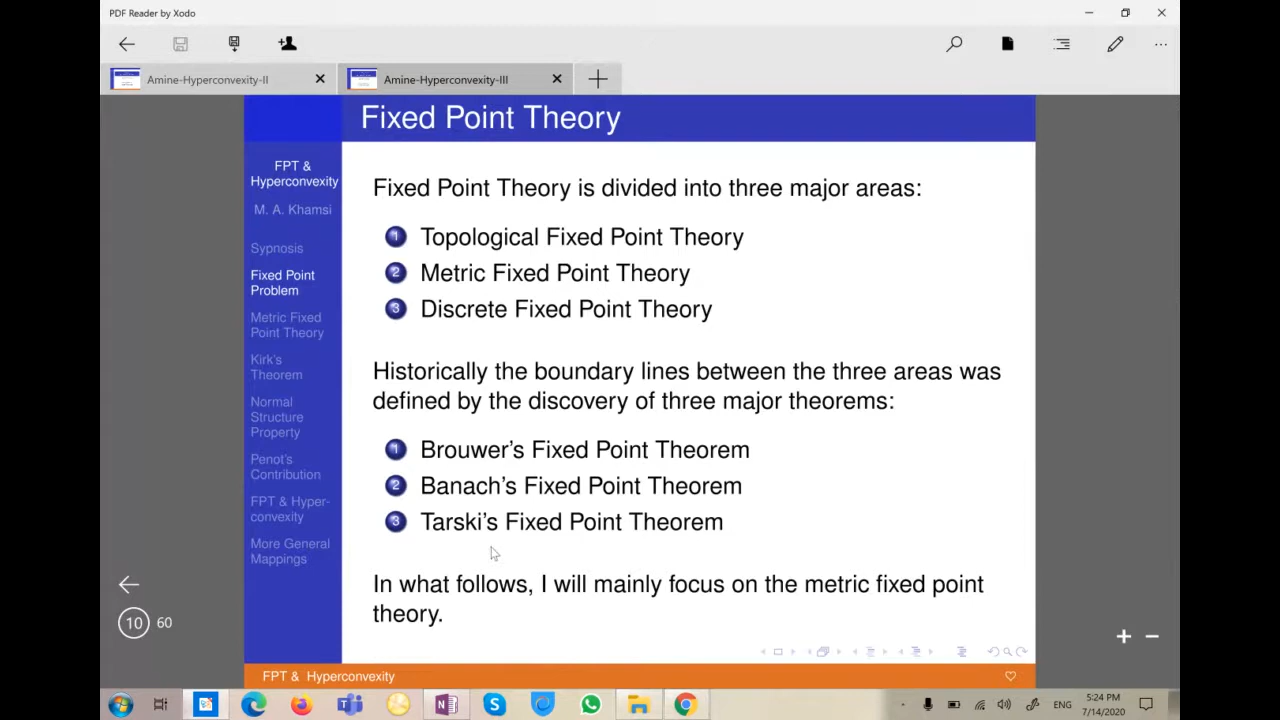 PDF Reader by Xodo
Amine-Hyperconvexity-II
Amine-Hyperconvexity-III
Fixed Point Theory
FPT &
Hyperconvexity
M. A. Khamsi
Sypnosis
Fixed Point
Problem
Metric Fixed
Point Theory
Kirk's
Theorem
Normal
Structure
Property
Penot's
Contribution
FPT & Hyper-
convexity
More General
Mappings
Fixed Point Theory is divided into three major areas:
1 Topological Fixed Point Theory
2 Metric Fixed Point Theory
3 Discrete Fixed Point Theory
Historically the boundary lines between the three areas was
defined by the discovery of three major theorems:
1 Brouwer's Fixed Point Theorem
2 Banach's Fixed Point Theorem
3 Tarski's Fixed Point Theorem
In what follows, I will mainly focus on the metric fixed point
theory.
10 60
FPT & Hyperconvexity
ENG
5:24 PM
7/14/2020